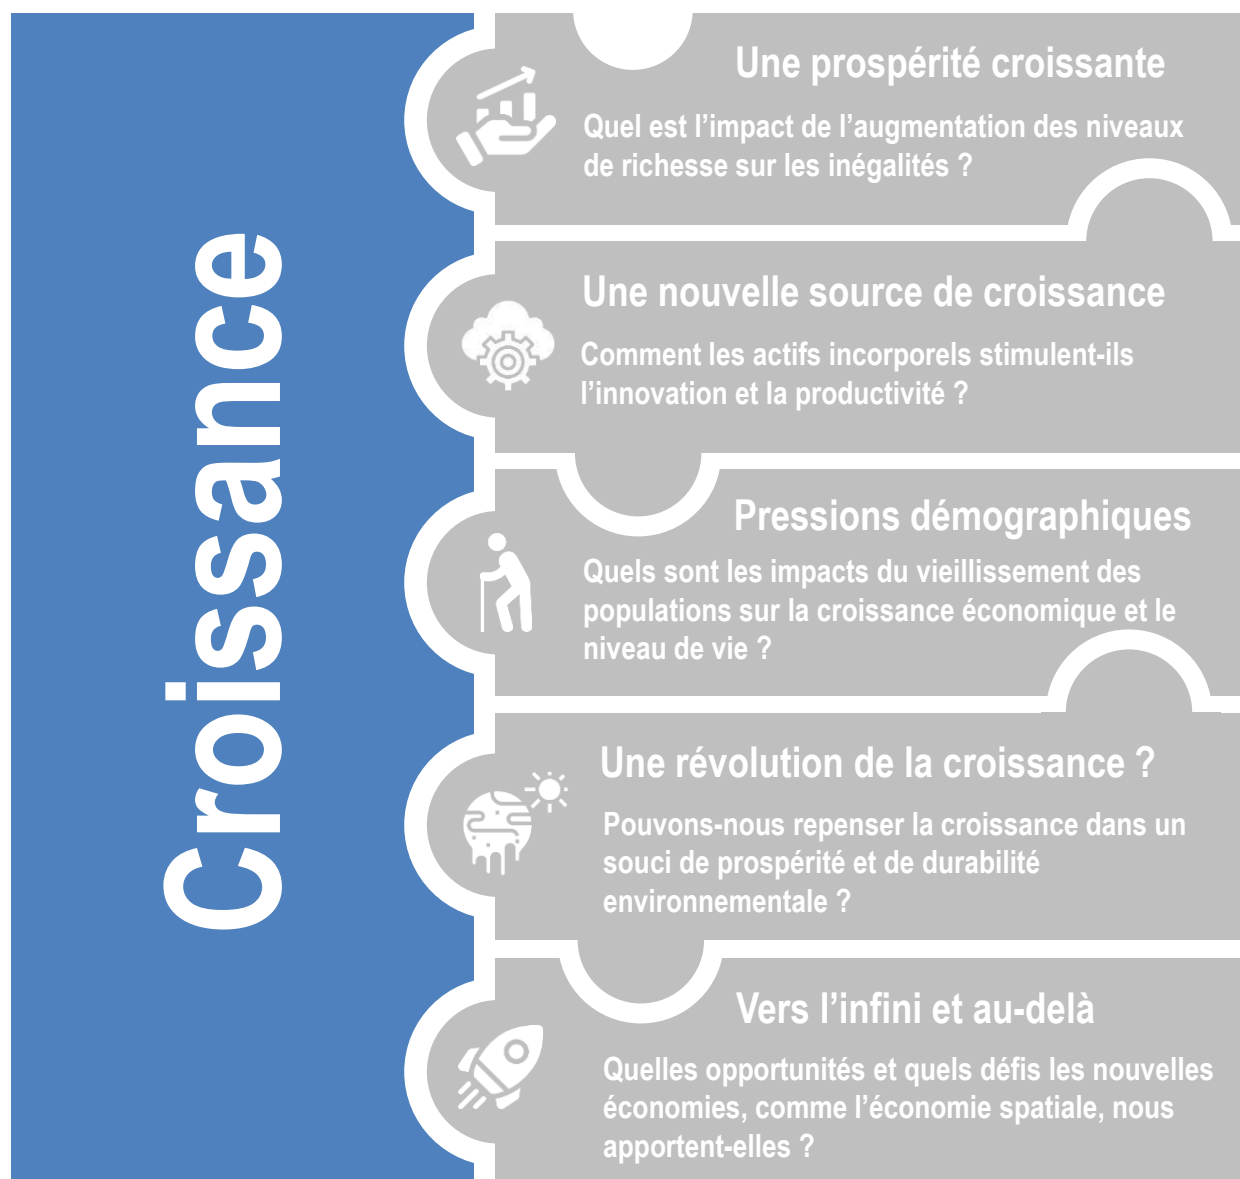 Croissance
Une prospérité croissante
Quel est l’impact de l’augmentation des niveaux
de richesse sur les inégalités ?
Une nouvelle source de croissance
Comment les actifs incorporels stimulent-ils
l’innovation et la productivité ?
Pressions démographiques
Quels sont les impacts du vieillissement des
populations sur la croissance économique et le
niveau de vie ?
Une révolution de la croissance ?
Pouvons-nous repenser la croissance dans un
souci de prospérité et de durabilité
environnementale ?
Vers l’infini et au-delà
Quelles opportunités et quels défis les nouvelles
économies, comme l’économie spatiale, nous
apportent-elles ?